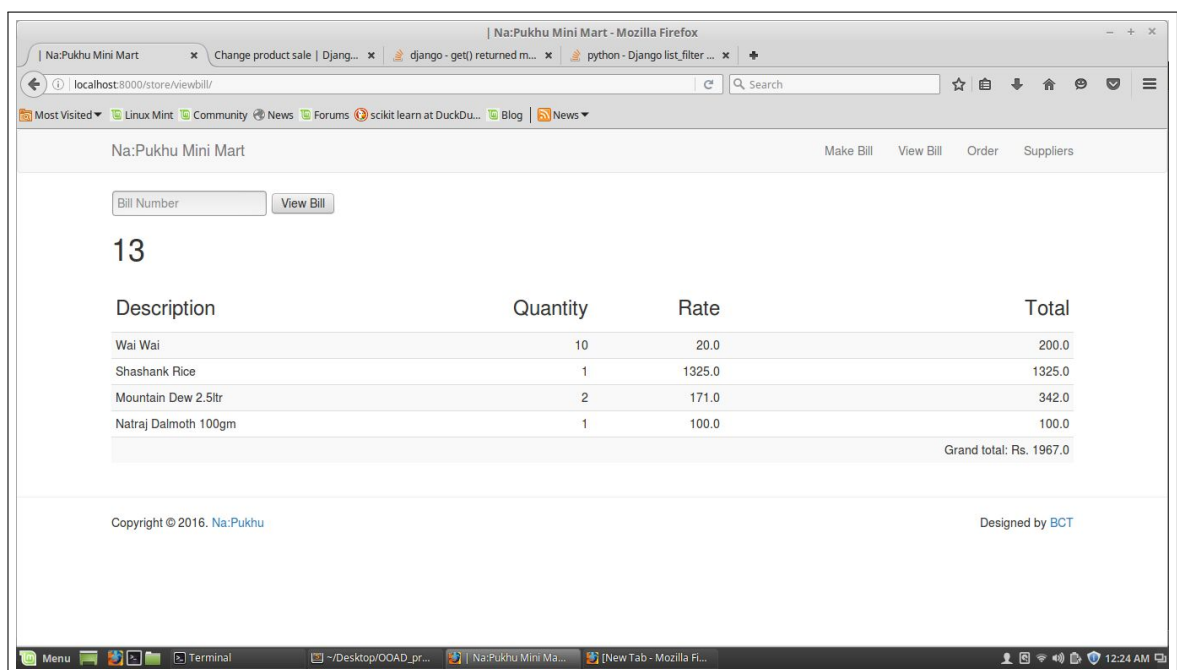 | Na:Pukhu Mini Mart - Mozilla Firefox
| Na:Pukhu Mini Mart
Change product sale | Djang...
django - get() returned m...
python - Django list_filter ...
localhost:8000/store/viewbill/
Search
Most Visited
Linux Mint
Community
News
Forums
scikit learn at DuckDu...
Blog
News
Na:Pukhu Mini Mart
Make Bill View Bill Order Suppliers
Bill Number View Bill
13
Description Quantity Rate Total
Wai Wai 10 20.0 200.0
Shashank Rice 1 1325.0 1325.0
Mountain Dew 2.5ltr 2 171.0 342.0
Natraj Dalmoth 100gm 1 100.0 100.0
Grand total: Rs. 1967.0
Copyright © 2016. Na:Pukhu Designed by BCT
Menu
Terminal
~/Desktop/OOAD_pr...
| Na:Pukhu Mini Ma...
[New Tab - Mozilla Fi...
12:24 AM